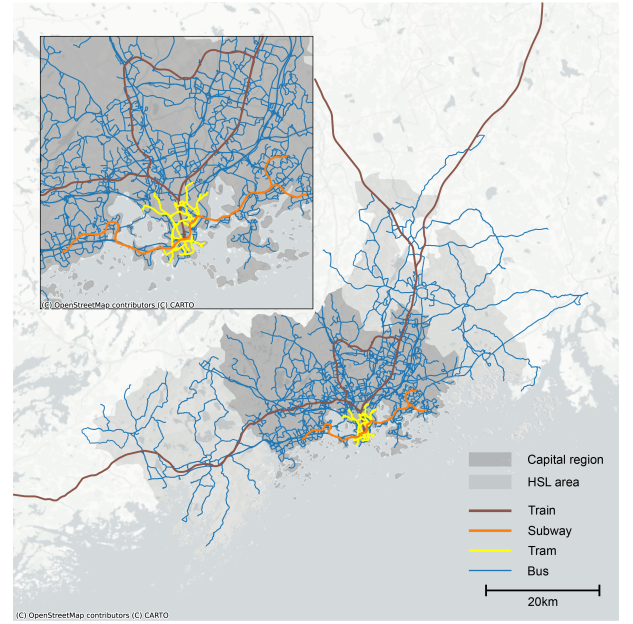 (C) OpenStreetMap contributors (C) CARTO
Capital region
HSL area
Train
Subway
Tram
Bus
20km
(C) OpenStreetMap contributors (C) CARTO